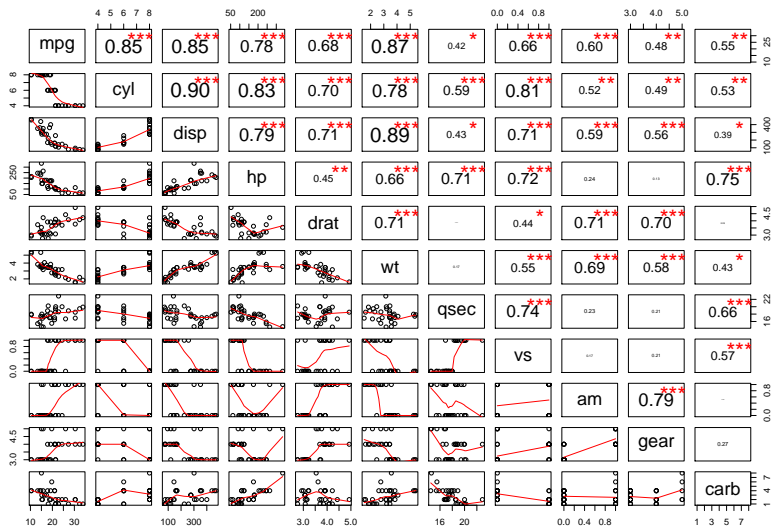 4 5 6 7 8 50 200 2 3 4 5 0.0 0.4 0.8 3.0 4.0 5.0
mpg 0.85 *** 0.85 *** 0.78 *** 0.68 *** 0.87 *** 0.42 * 0.66 *** 0.60 *** 0.48 ** 0.55 ** 10 25
4 6 8 cyl 0.90 *** 0.83 *** 0.70 *** 0.78 *** 0.59 *** 0.81 *** 0.52 ** 0.49 ** 0.53 **
disp 0.79 *** 0.71 *** 0.89 *** 0.43 * 0.71 *** 0.59 *** 0.56 *** 0.39 * 100 400
50 250 hp 0.45 ** 0.66 *** 0.71 *** 0.72 *** 0.24 0.75 ***
drat 0.71 *** 0.44 * 0.71 *** 0.70 *** 3.0 4.5
2 4 wt 0.17 0.55 *** 0.69 *** 0.58 *** 0.43 *
qsec 0.74 *** 0.23 0.21 0.66 *** 16 22
0.0 0.8 vs 0.17 0.21 0.57 ***
am 0.79 *** 0.0 0.8
3.0 4.5 gear 0.27
carb 1 4 7
10 20 30 100 300 3.0 4.0 5.0 16 20 0.0 0.4 0.8 1 3 5 7